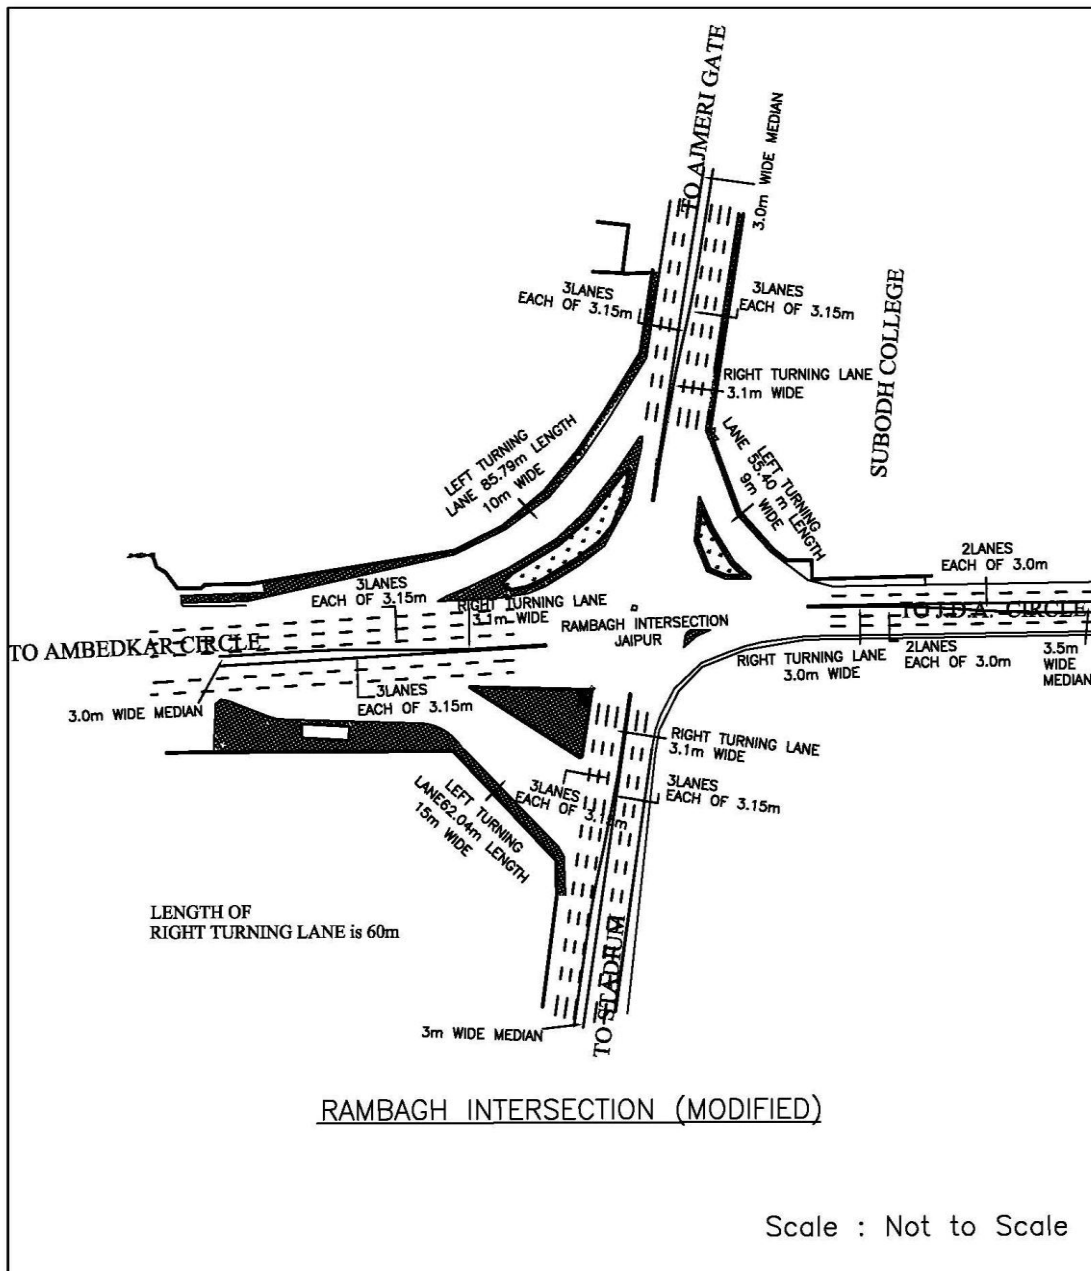 TO AJMERI GATE
3.0m WIDE MEDIAN
3LANES
EACH OF 3.15m
3LANES
EACH OF 3.15m
SUBODH COLLEGE
RIGHT TURNING LANE
3.1m WIDE
LEFT TURNING
LANE 85.79m LENGTH
10m WIDE
LEFT TURNING
LANE 55.40 m LENGTH
9m WIDE
2LANES
EACH OF 3.0m
3LANES
EACH OF 3.15m
RIGHT TURNING LANE
3.1m WIDE
RAMBAGH INTERSECTION
JAIPUR
TO J.D.A. CIRCLE
TO AMBEDKAR CIRCLE
RIGHT TURNING LANE
3.0m WIDE
2LANES
EACH OF 3.0m
3.5m
WIDE
MEDIAN
3LANES
EACH OF 3.15m
3.0m WIDE MEDIAN
RIGHT TURNING LANE
3.1m WIDE
3LANES
EACH OF
3LANES
EACH OF 3.15m
LEFT TURNING
LANE62.04m LENGTH
15m WIDE
LENGTH OF
RIGHT TURNING LANE is 60m
TO STADIUM
3m WIDE MEDIAN
RAMBAGH INTERSECTION (MODIFIED)
Scale : Not to Scale